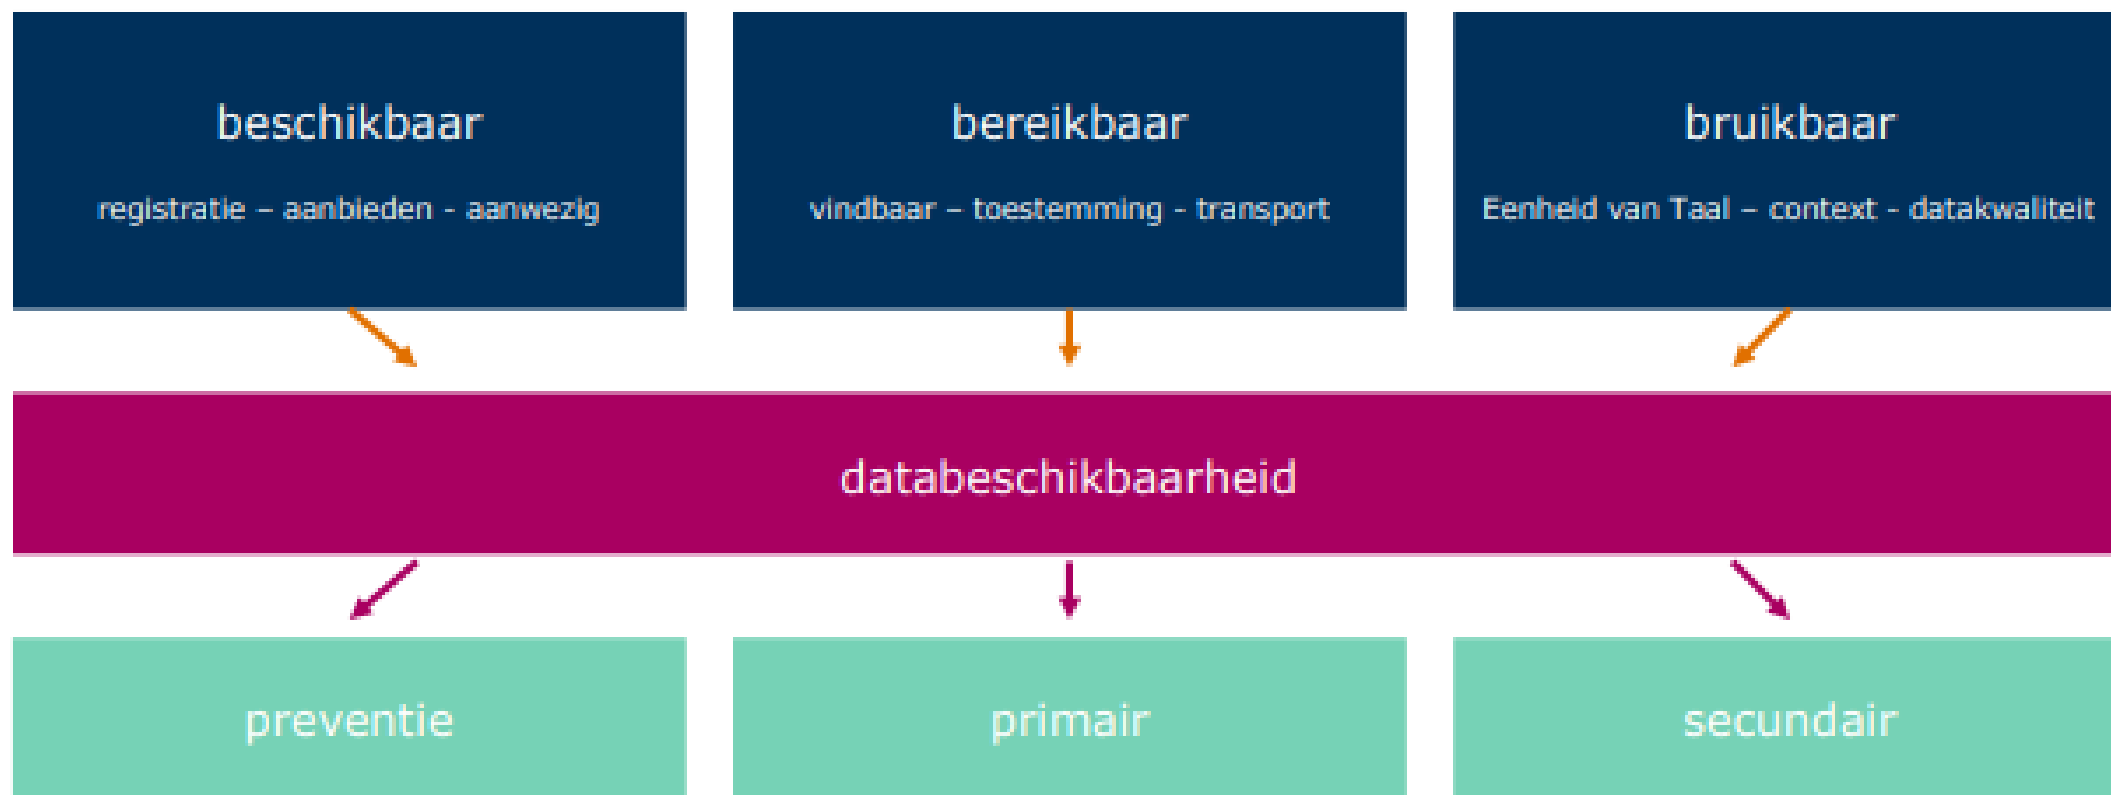 beschikbaar
registratie – aanbieden - aanwezig
bereikbaar
vindbaar – toestemming - transport
bruikbaar
Eenheid van Taal – context - datakwaliteit
databeschikbaarheid
preventie
primair
secundair